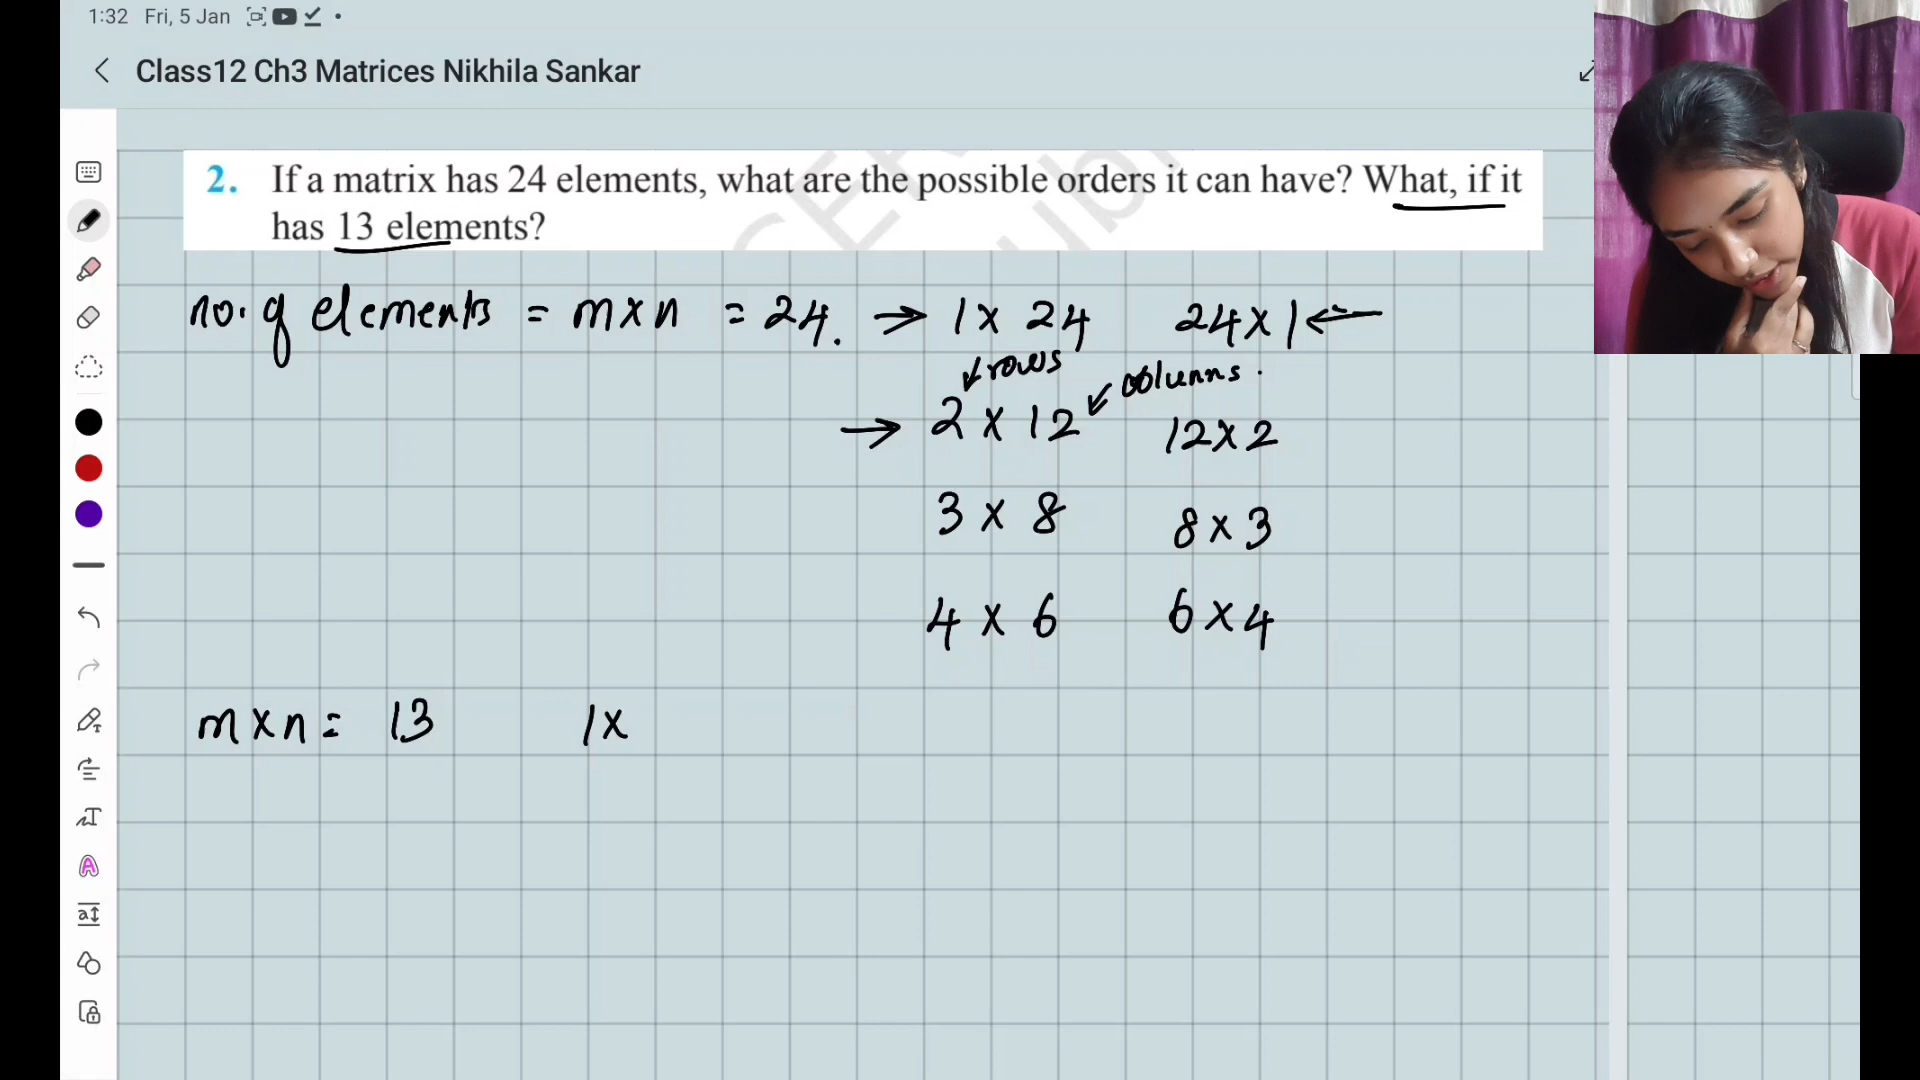 1:32 Fri, 5 Jan
Class12 Ch3 Matrices Nikhila Sankar
2. If a matrix has 24 elements, what are the possible orders it can have? What, if it
has 13 elements?
no. of elements = m x n = 24. → 1 x 24 24 x 1 ←
↙ rows ↙ columns.
→ 2 x 12 12 x 2
3 x 8 8 x 3
4 x 6 6 x 4
m x n = 13 1 x